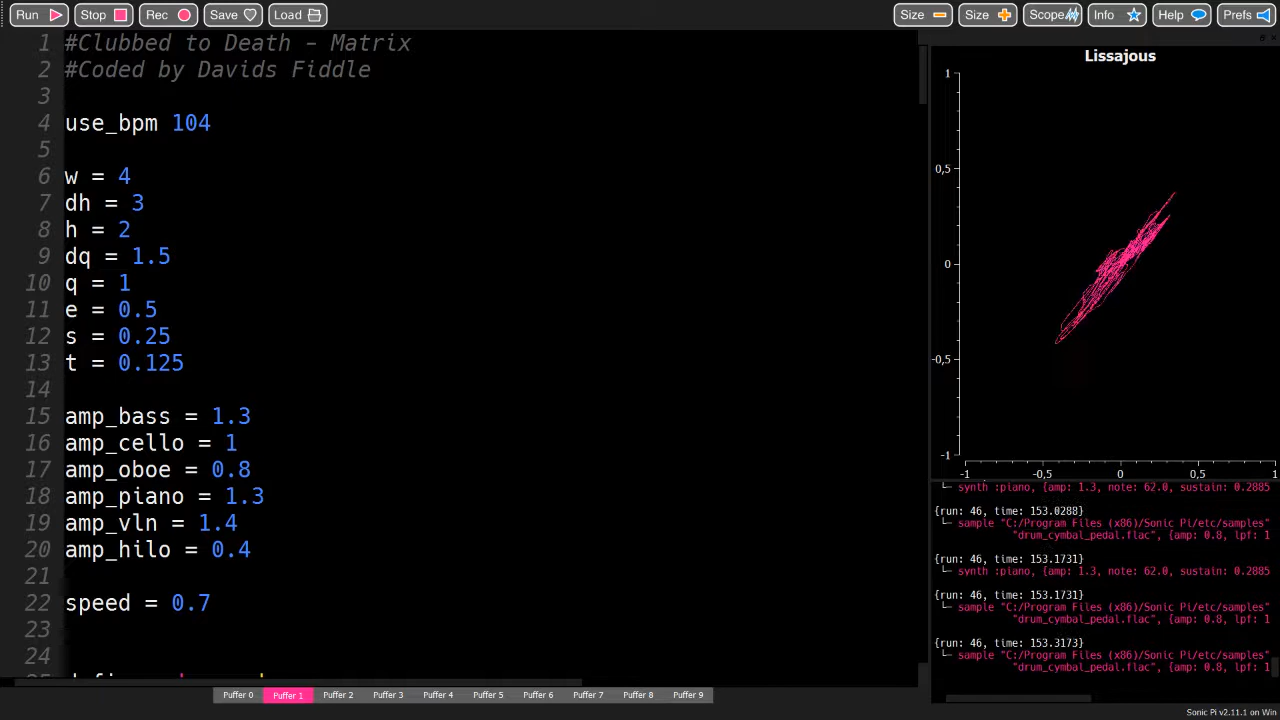 Run Stop Rec Save Load Size Size Scope Info Help Prefs
1 #Clubbed to Death - Matrix
2 #Coded by Davids Fiddle
3
4 use_bpm 104
5
6 w = 4
7 dh = 3
8 h = 2
9 dq = 1.5
10 q = 1
11 e = 0.5
12 s = 0.25
13 t = 0.125
14
15 amp_bass = 1.3
16 amp_cello = 1
17 amp_oboe = 0.8
18 amp_piano = 1.3
19 amp_vln = 1.4
20 amp_hilo = 0.4
21
22 speed = 0.7
23
24
Lissajous
1
0,5
0
-0,5
-1
-1 -0,5 0 0,5 1
└─ synth :piano, {amp: 1.3, note: 62.0, sustain: 0.2885
{run: 46, time: 153.0288}
└─ sample "C:/Program Files (x86)/Sonic Pi/etc/samples"
"drum_cymbal_pedal.flac", {amp: 0.8, lpf: 1
{run: 46, time: 153.1731}
└─ synth :piano, {amp: 1.3, note: 62.0, sustain: 0.2885
{run: 46, time: 153.1731}
└─ sample "C:/Program Files (x86)/Sonic Pi/etc/samples"
"drum_cymbal_pedal.flac", {amp: 0.8, lpf: 1
{run: 46, time: 153.3173}
└─ sample "C:/Program Files (x86)/Sonic Pi/etc/samples"
"drum_cymbal_pedal.flac", {amp: 0.8, lpf: 1
Puffer 0 Puffer 1 Puffer 2 Puffer 3 Puffer 4 Puffer 5 Puffer 6 Puffer 7 Puffer 8 Puffer 9
Sonic Pi v2.11.1 on Win